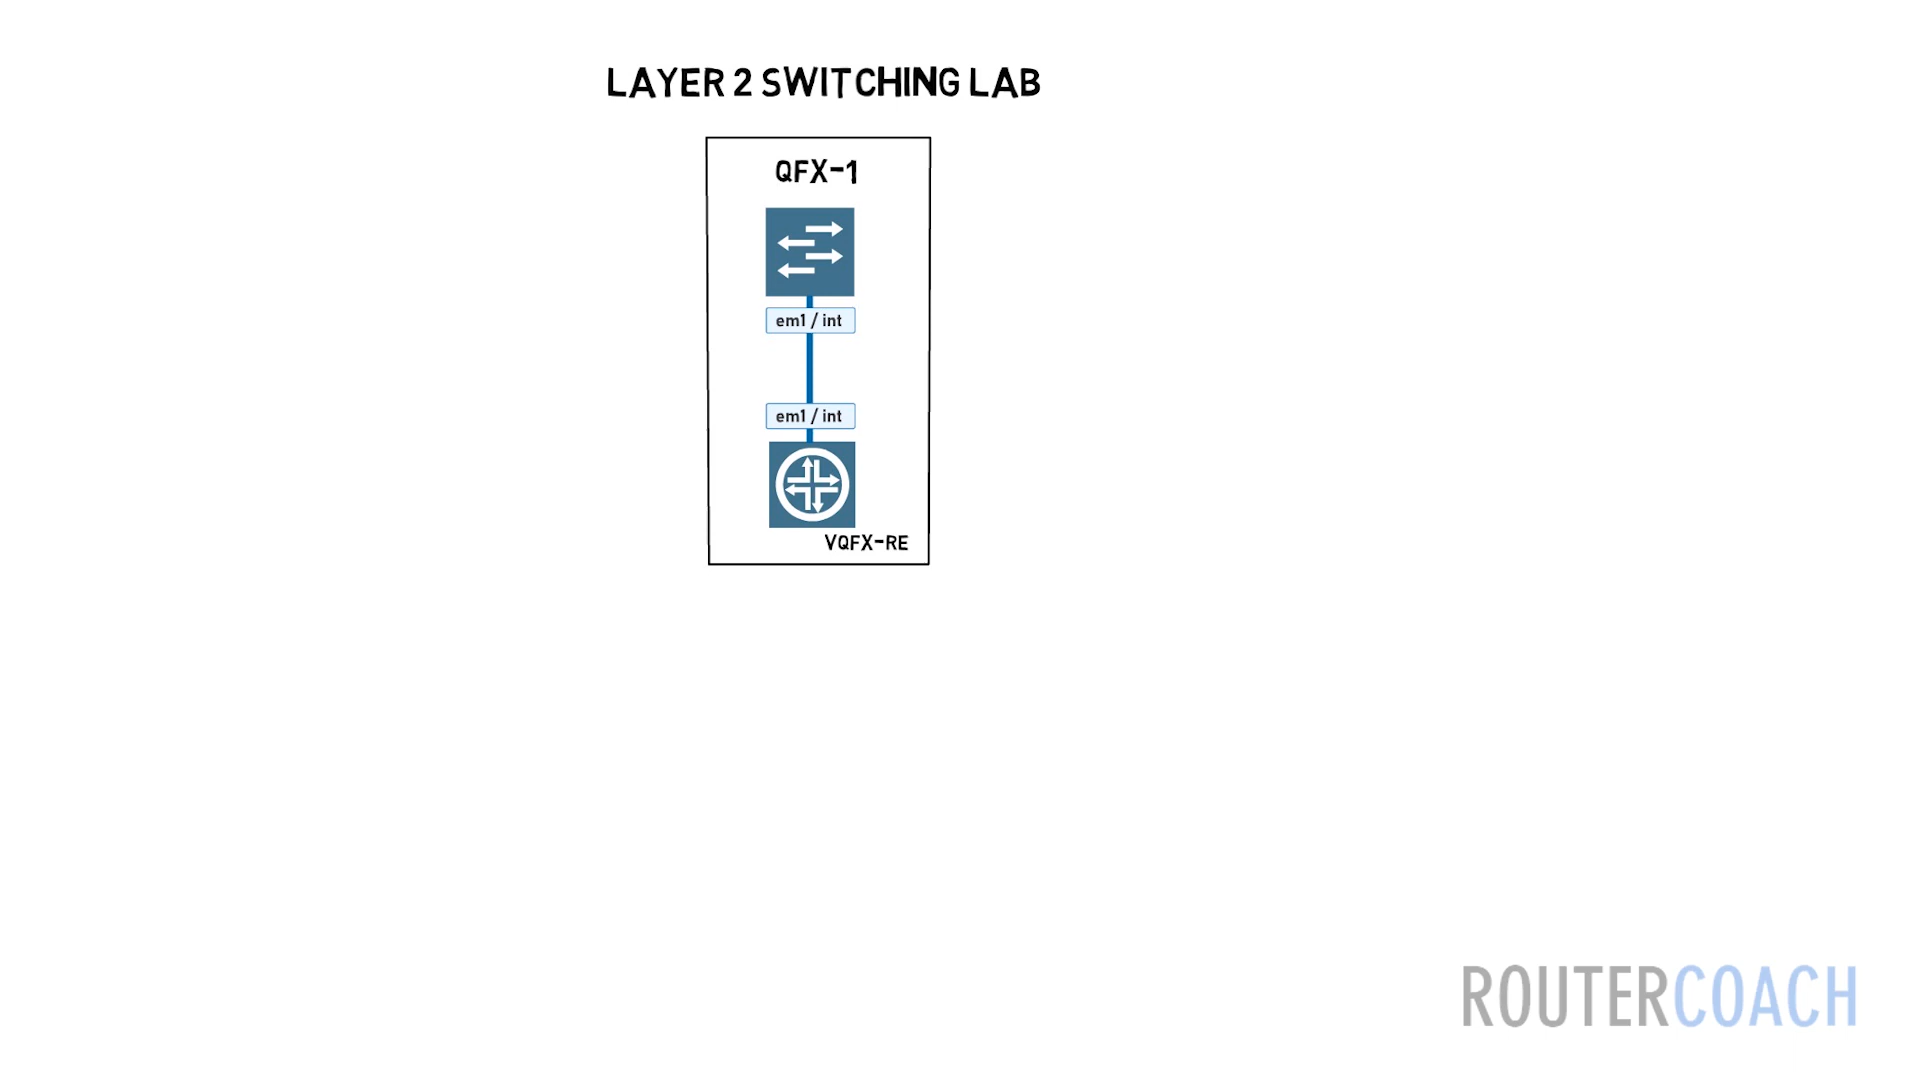 LAYER 2 SWITCHING LAB
QFX-1
em1 / int
em1 / int
VQFX-RE
ROUTERCOACH